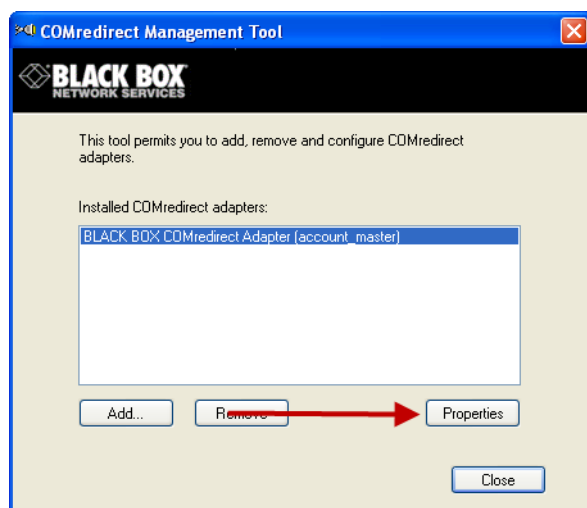 COMredirect Management Tool
BLACK BOX
NETWORK SERVICES
This tool permits you to add, remove and configure COMredirect
adapters.
Installed COMredirect adapters:
BLACK BOX COMredirect Adapter (account_master)
Add... Remove Properties
Close